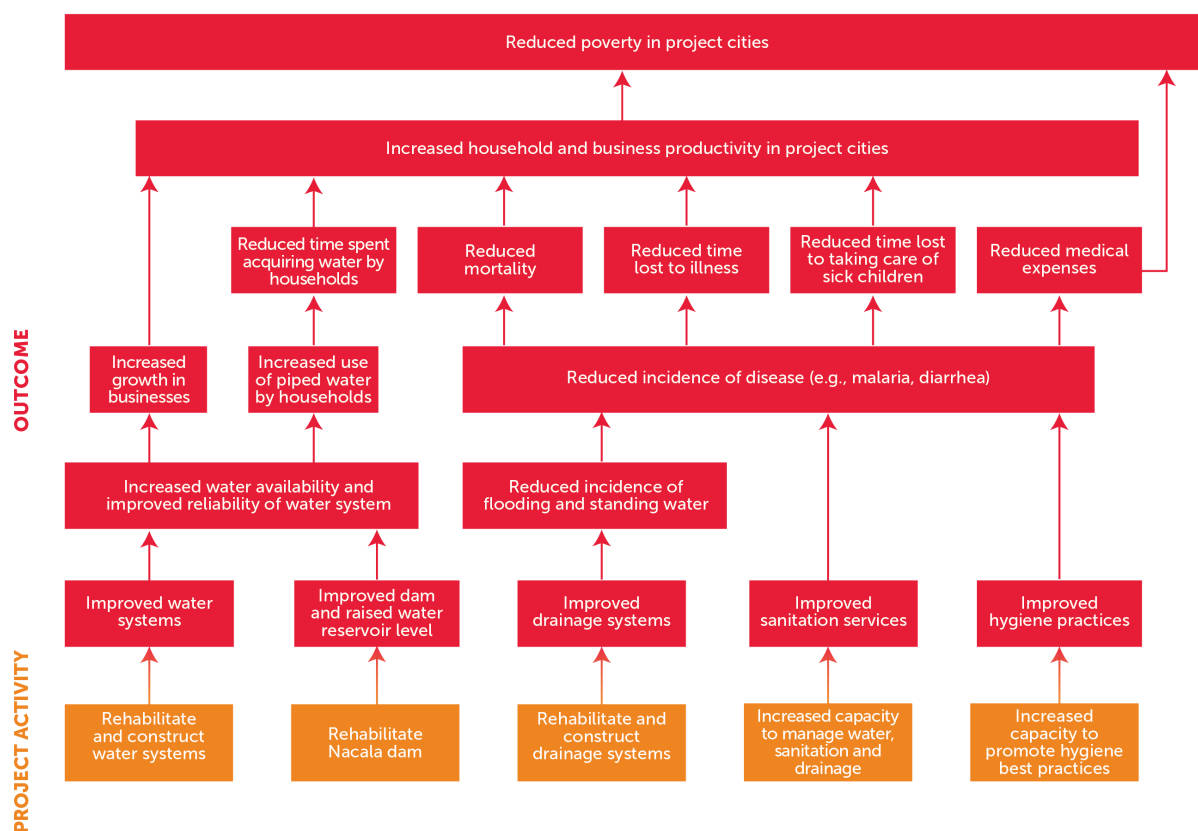 Reduced poverty in project cities
Increased household and business productivity in project cities
Reduced time spent
acquiring water by
households
Reduced
mortality
Reduced time
lost to illness
Reduced time lost
to taking care of
sick children
Reduced medical
expenses
OUTCOME
Increased
growth in
businesses
Increased use
of piped water
by households
Reduced incidence of disease (e.g., malaria, diarrhea)
Increased water availability and
improved reliability of water system
Reduced incidence of
flooding and standing water
Improved water
systems
Improved dam
and raised water
reservoir level
Improved
drainage systems
Improved
sanitation services
Improved
hygiene practices
PROJECT ACTIVITY
Rehabilitate
and construct
water systems
Rehabilitate
Nacala dam
Rehabilitate and
construct
drainage systems
Increased capacity
to manage water,
sanitation and
drainage
Increased
capacity to
promote hygiene
best practices